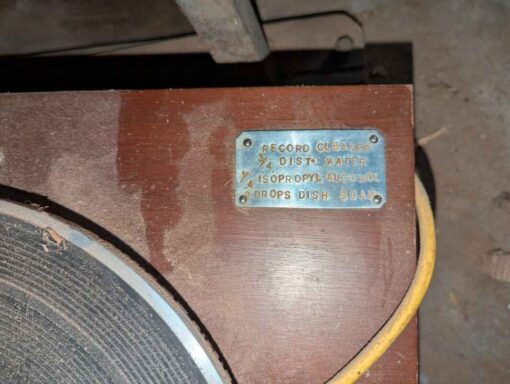 RECORD CLEANER
3/4 DIST. WATER
1/4 ISOPROPYL ALCOHOL
DROPS DISH SOAP